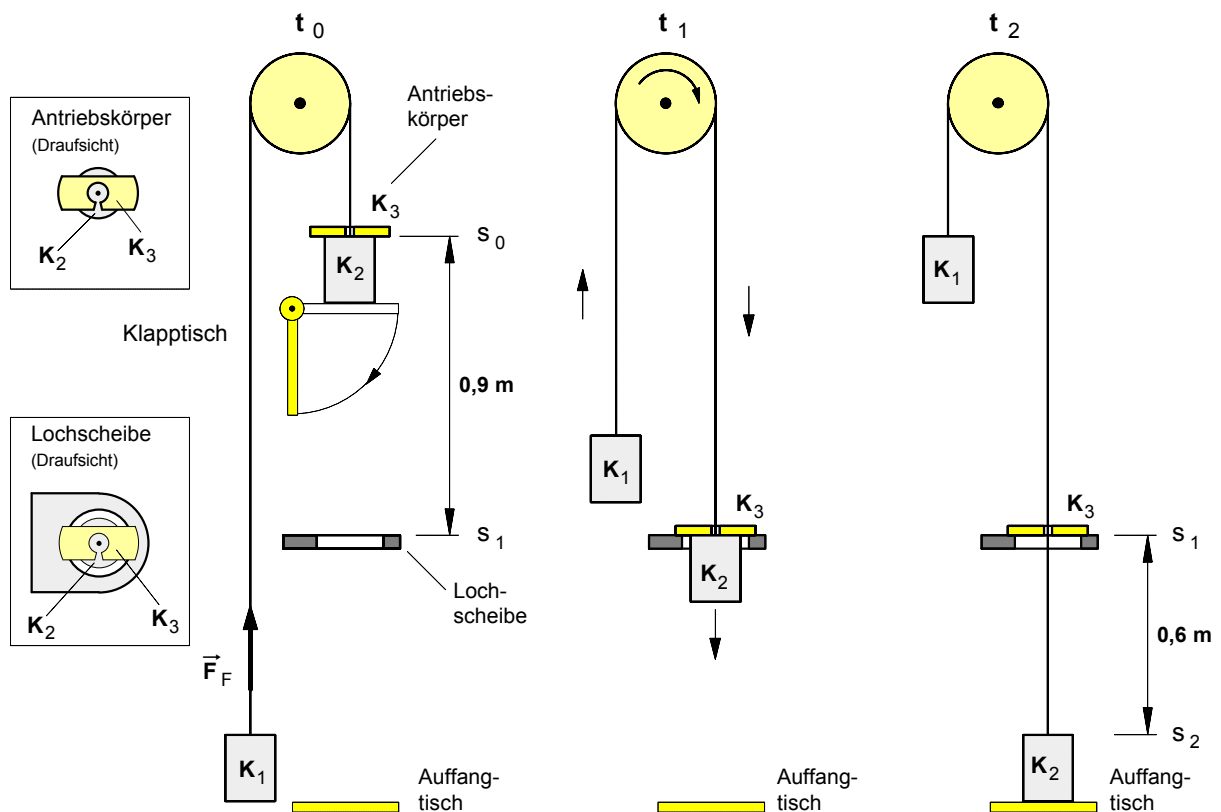 t 0
t 1
t 2
Antriebskörper
(Draufsicht)
K2
K3
Antriebs-
körper
K3
s 0
K2
Klapptisch
0,9 m
Lochscheibe
(Draufsicht)
K2
K3
s 1
Loch-
scheibe
F F
K1
Auffang-
tisch
K1
K3
K2
Auffang-
tisch
K1
K3
s 1
0,6 m
s 2
K2
Auffang-
tisch